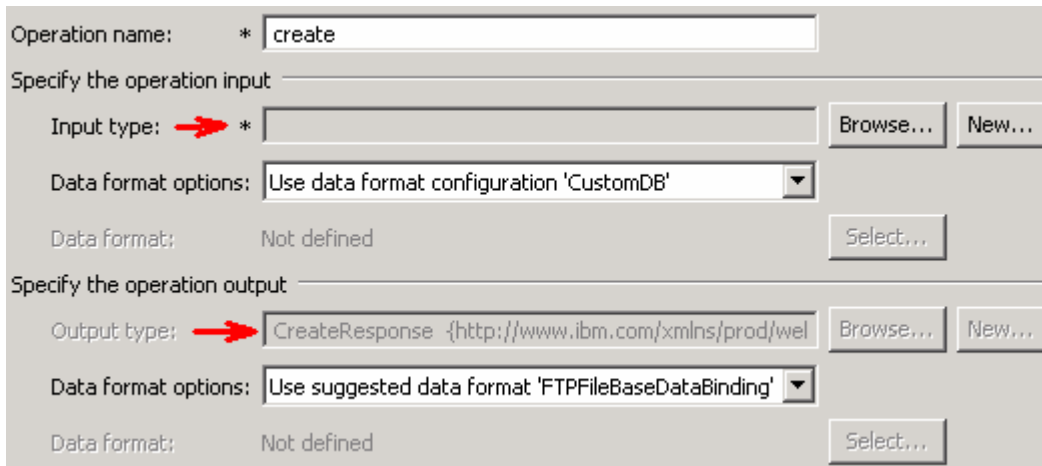 Operation name: * create
Specify the operation input
Input type: * Browse... New...
Data format options: Use data format configuration 'CustomDB'
Data format: Not defined Select...
Specify the operation output
Output type: CreateResponse {http://www.ibm.com/xmlns/prod/wel Browse... New...
Data format options: Use suggested data format 'FTPFileBaseDataBinding'
Data format: Not defined Select...